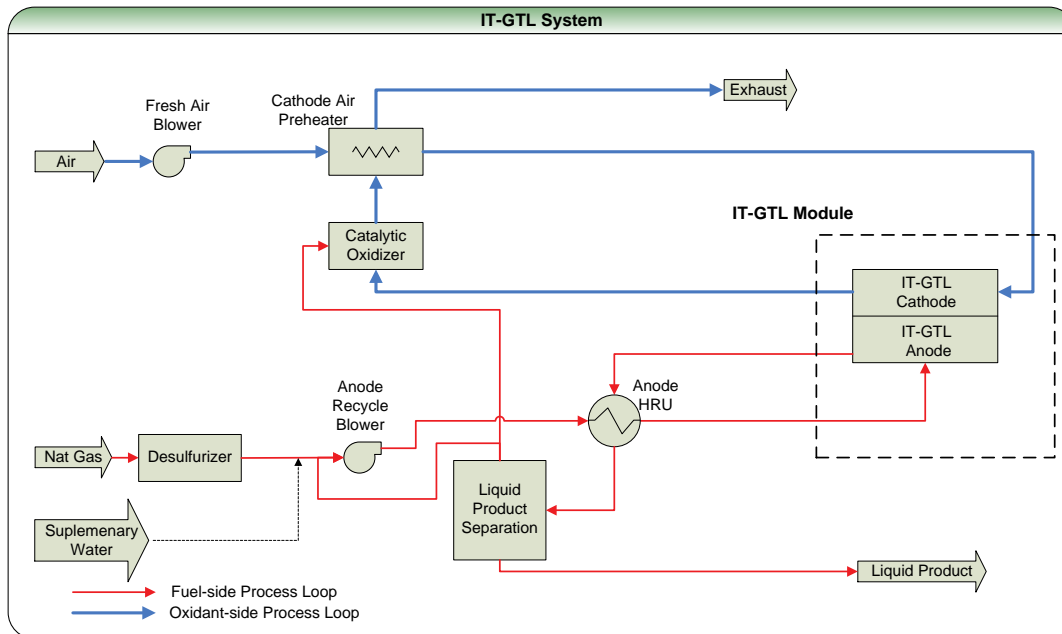 IT-GTL System
Exhaust
Fresh Air
Blower
Cathode Air
Preheater
Air
IT-GTL Module
Catalytic
Oxidizer
IT-GTL
Cathode
IT-GTL
Anode
Anode
Recycle
Blower
Anode
HRU
Nat Gas
Desulfurizer
Liquid
Product
Separation
Suplemenary
Water
Liquid Product
Fuel-side Process Loop
Oxidant-side Process Loop